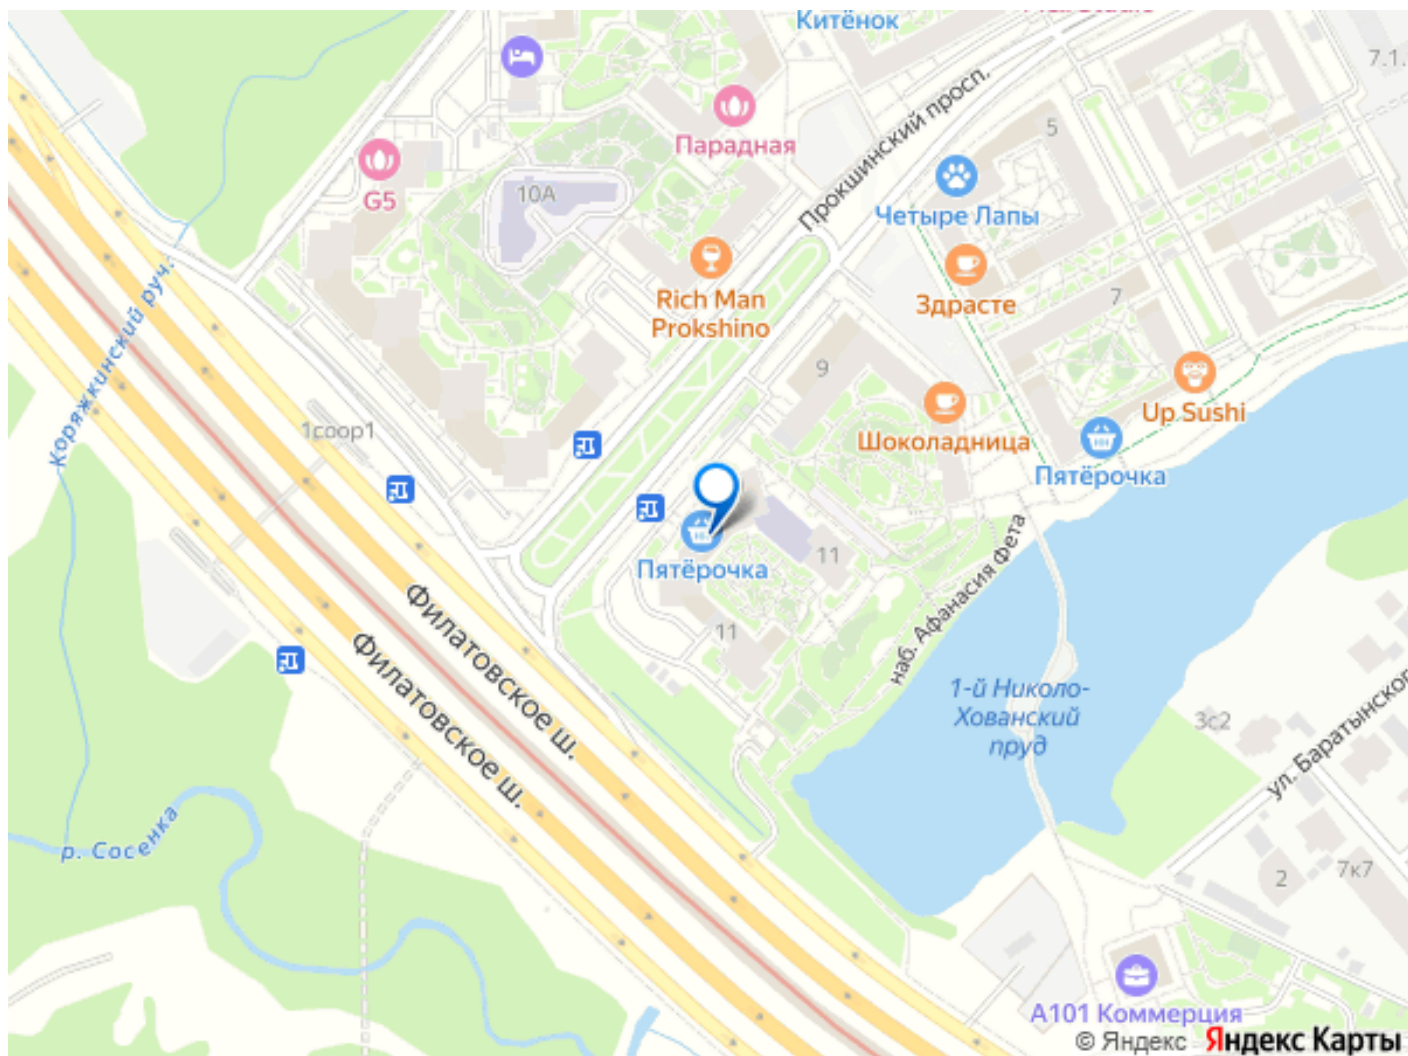 Китёнок
7.1.
Парадная
Прокшинский просп.
5
G5
10А
Четыре Лапы
Rich Man
Prokshino
Здрасте
7
Коряжкинский руч.
9
Up Sushi
1соор1
Шоколадница
Пятёрочка
Пятёрочка
11
11
наб. Афанасия Фета
Филатовское ш.
Филатовское ш.
1-й Николо-
Хованский
пруд
3с2
ул. Баратынского
р. Сосенка
2
7к7
А101 Коммерция
© Яндекс Яндекс Карты